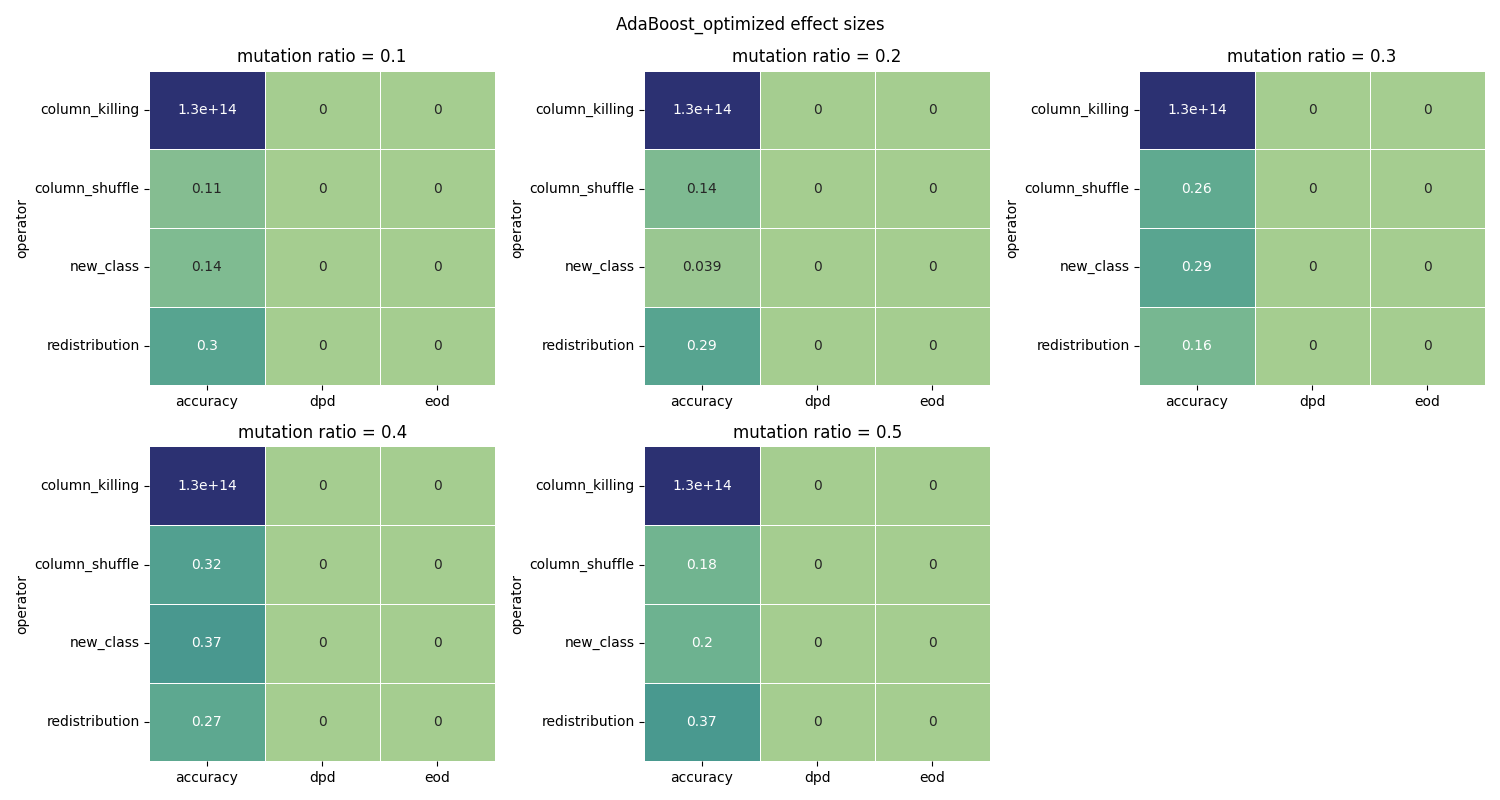 AdaBoost_optimized effect sizes
mutation ratio = 0.1
operator
column_killing 1.3e+14 0 0
column_shuffle 0.11 0 0
new_class 0.14 0 0
redistribution 0.3 0 0
accuracy dpd eod
mutation ratio = 0.2
operator
column_killing 1.3e+14 0 0
column_shuffle 0.14 0 0
new_class 0.039 0 0
redistribution 0.29 0 0
accuracy dpd eod
mutation ratio = 0.3
operator
column_killing 1.3e+14 0 0
column_shuffle 0.26 0 0
new_class 0.29 0 0
redistribution 0.16 0 0
accuracy dpd eod
mutation ratio = 0.4
operator
column_killing 1.3e+14 0 0
column_shuffle 0.32 0 0
new_class 0.37 0 0
redistribution 0.27 0 0
accuracy dpd eod
mutation ratio = 0.5
operator
column_killing 1.3e+14 0 0
column_shuffle 0.18 0 0
new_class 0.2 0 0
redistribution 0.37 0 0
accuracy dpd eod